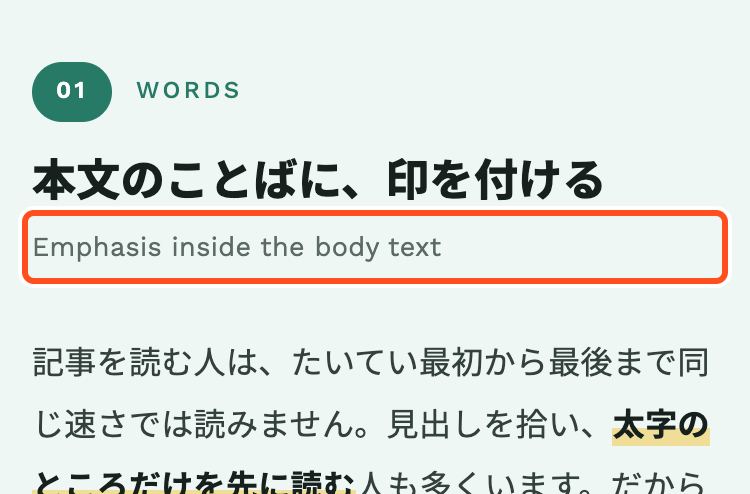 01 WORDS
本文のことばに、印を付ける
Emphasis inside the body text
記事を読む人は、たいてい最初から最後まで同
じ速さでは読みません。見出しを拾い、太字の
ところだけを先に読む人も多くいます。だから